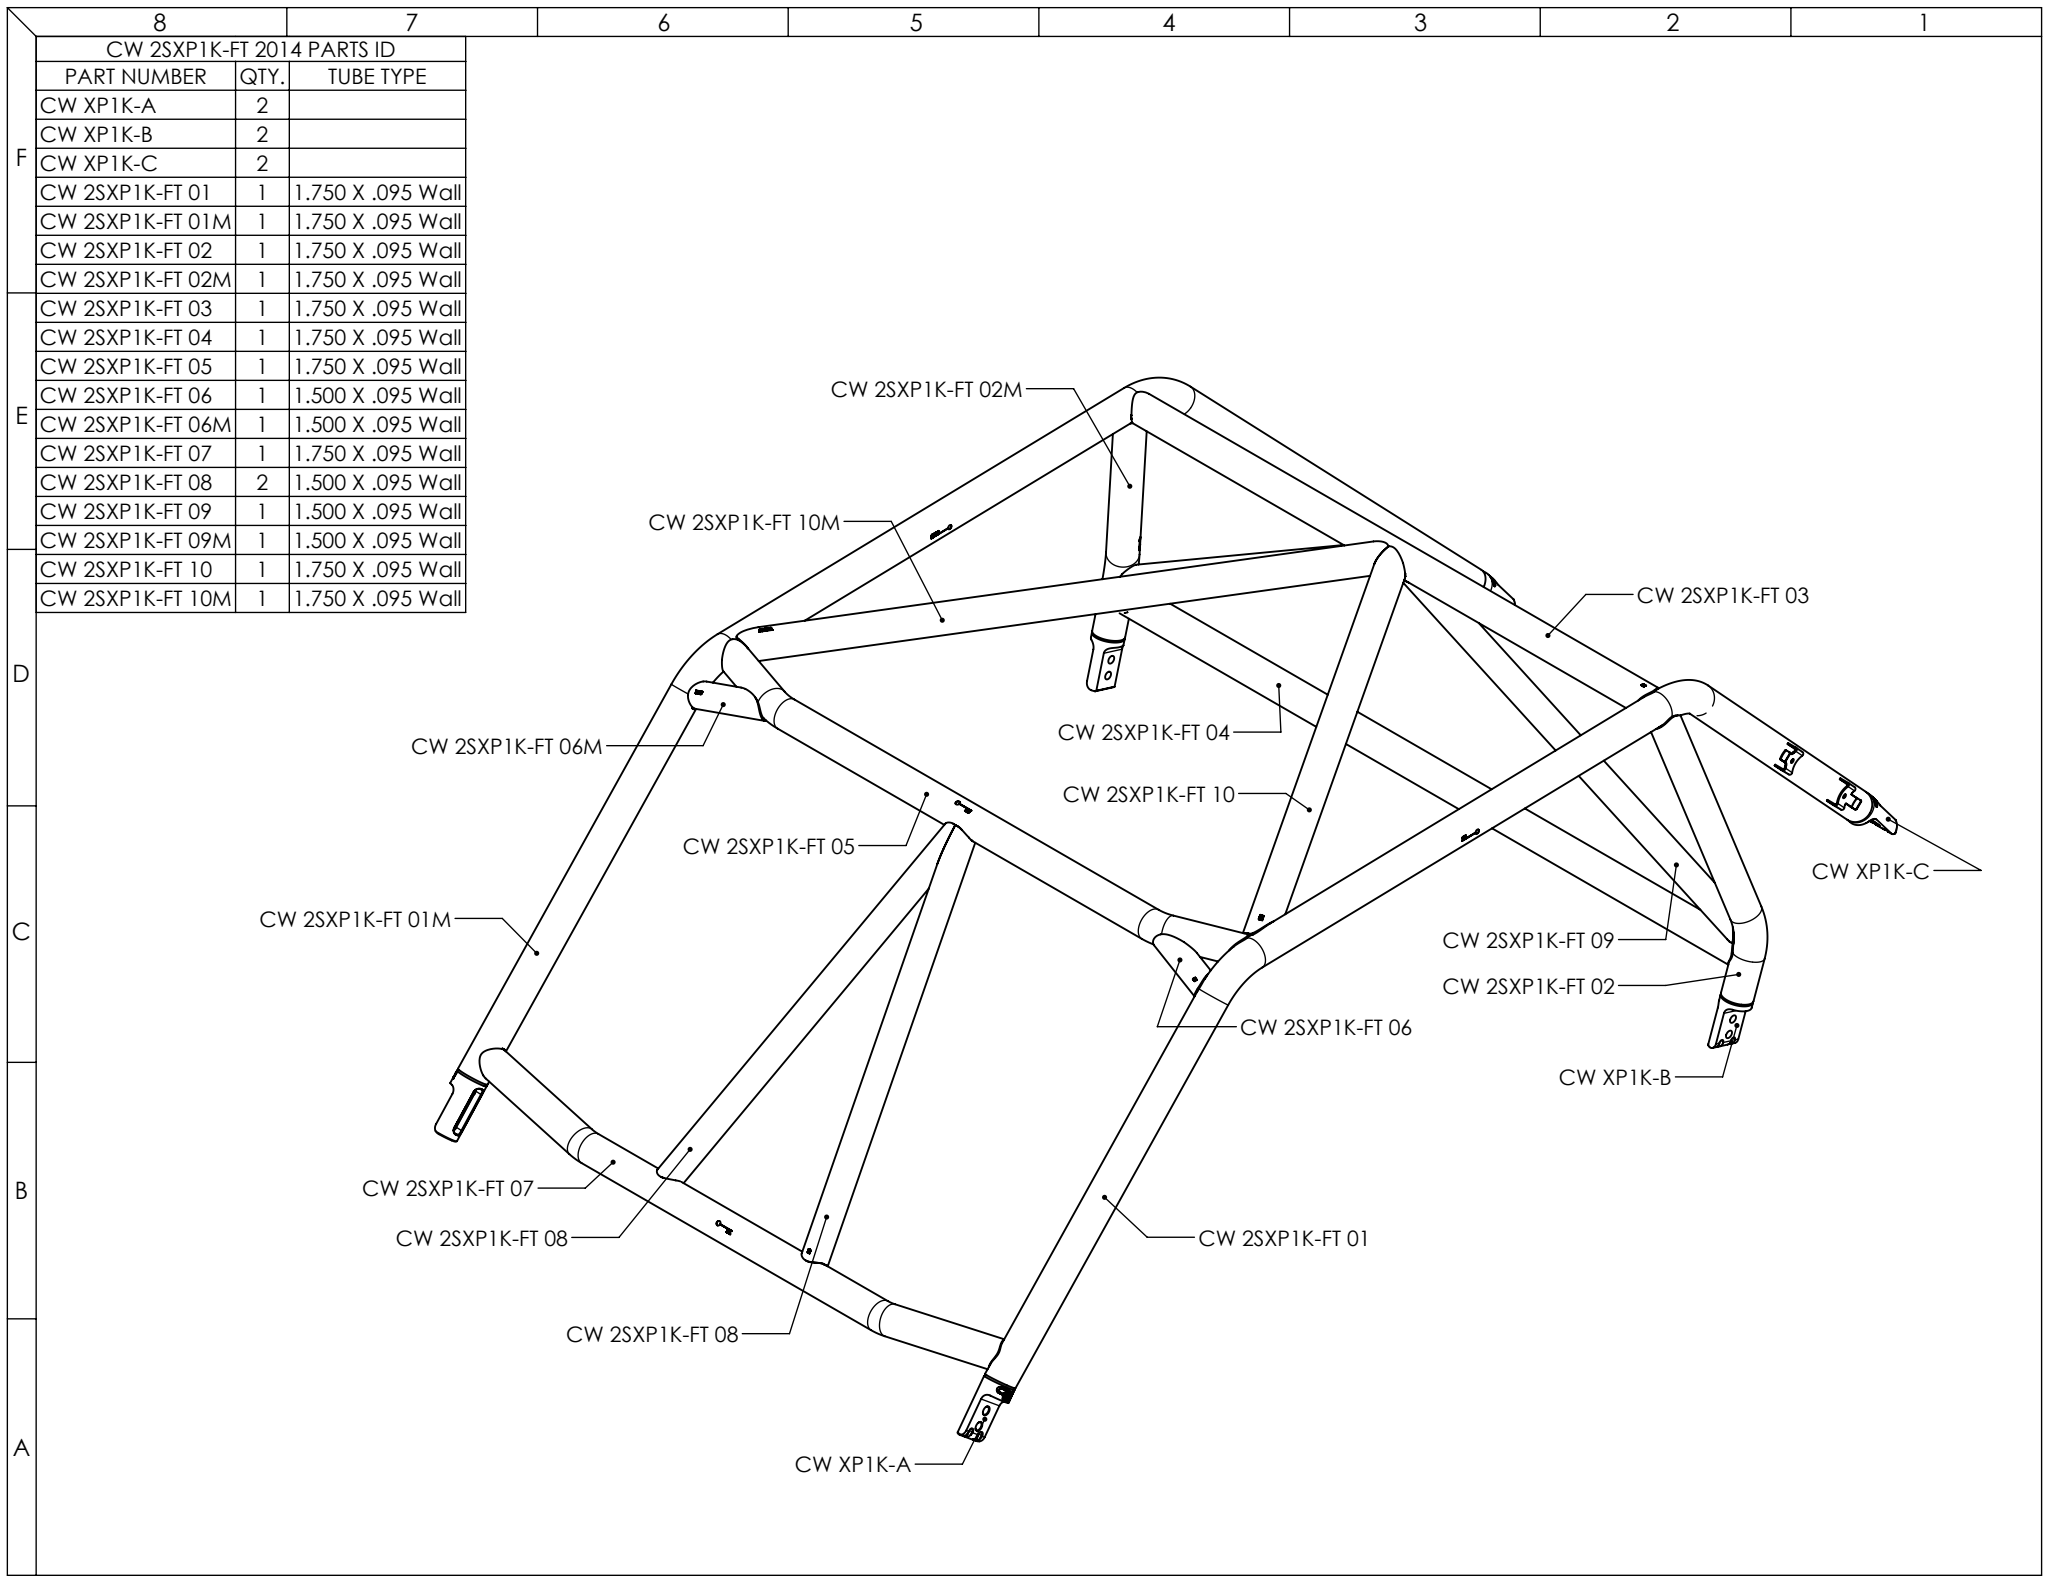 8 7 6 5 4 3 2 1
CW 2SXP1K-FT 2014 PARTS ID
PART NUMBER QTY. TUBE TYPE
CW XP1K-A 2
CW XP1K-B 2
CW XP1K-C 2
CW 2SXP1K-FT 01 1 1.750 X .095 Wall
CW 2SXP1K-FT 01M 1 1.750 X .095 Wall
CW 2SXP1K-FT 02 1 1.750 X .095 Wall
CW 2SXP1K-FT 02M 1 1.750 X .095 Wall
CW 2SXP1K-FT 03 1 1.750 X .095 Wall
CW 2SXP1K-FT 04 1 1.750 X .095 Wall
CW 2SXP1K-FT 05 1 1.750 X .095 Wall
CW 2SXP1K-FT 06 1 1.500 X .095 Wall
CW 2SXP1K-FT 06M 1 1.500 X .095 Wall
CW 2SXP1K-FT 07 1 1.750 X .095 Wall
CW 2SXP1K-FT 08 2 1.500 X .095 Wall
CW 2SXP1K-FT 09 1 1.500 X .095 Wall
CW 2SXP1K-FT 09M 1 1.500 X .095 Wall
CW 2SXP1K-FT 10 1 1.750 X .095 Wall
CW 2SXP1K-FT 10M 1 1.750 X .095 Wall
F
E
D
C
B
A
CW 2SXP1K-FT 02M
CW 2SXP1K-FT 10M
CW 2SXP1K-FT 03
CW 2SXP1K-FT 04
CW 2SXP1K-FT 06M
CW 2SXP1K-FT 10
CW 2SXP1K-FT 05
CW XP1K-C
CW 2SXP1K-FT 01M
CW 2SXP1K-FT 09
CW 2SXP1K-FT 02
CW 2SXP1K-FT 06
CW XP1K-B
CW 2SXP1K-FT 07
CW 2SXP1K-FT 08
CW 2SXP1K-FT 01
CW 2SXP1K-FT 08
CW XP1K-A